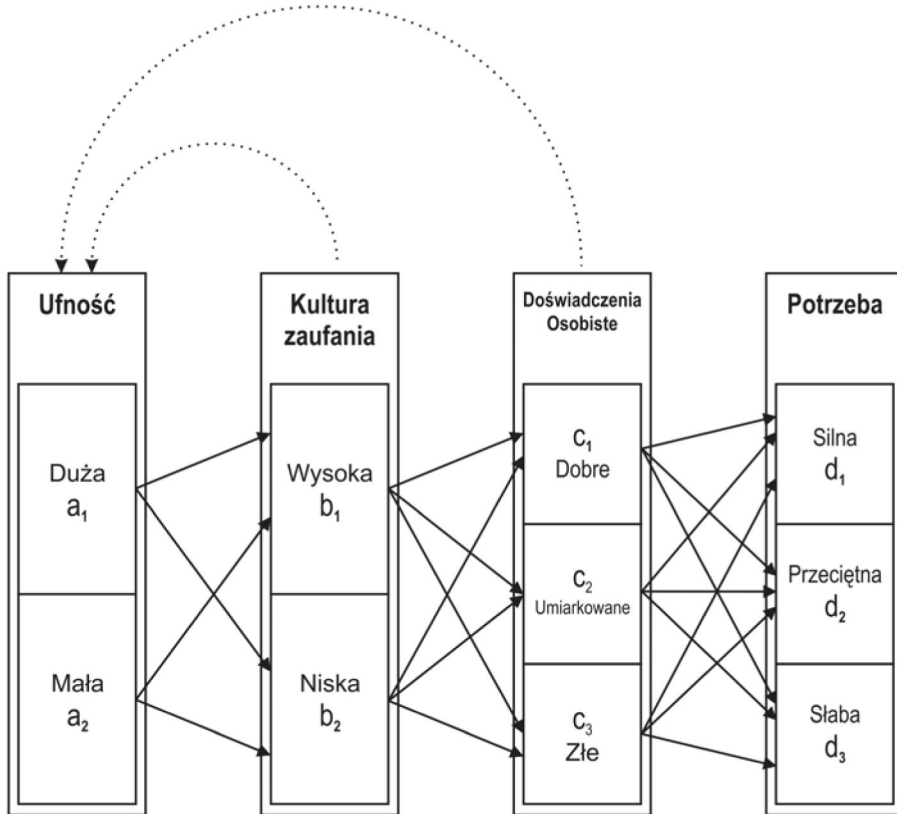 Ufność
Duża
a₁
Mała
a₂
Kultura
zaufania
Wysoka
b₁
Niska
b₂
Doświadczenia
Osobiste
c₁
Dobre
c₂
Umiarkowane
c₃
Złe
Potrzeba
Silna
d₁
Przeciętna
d₂
Słaba
d₃